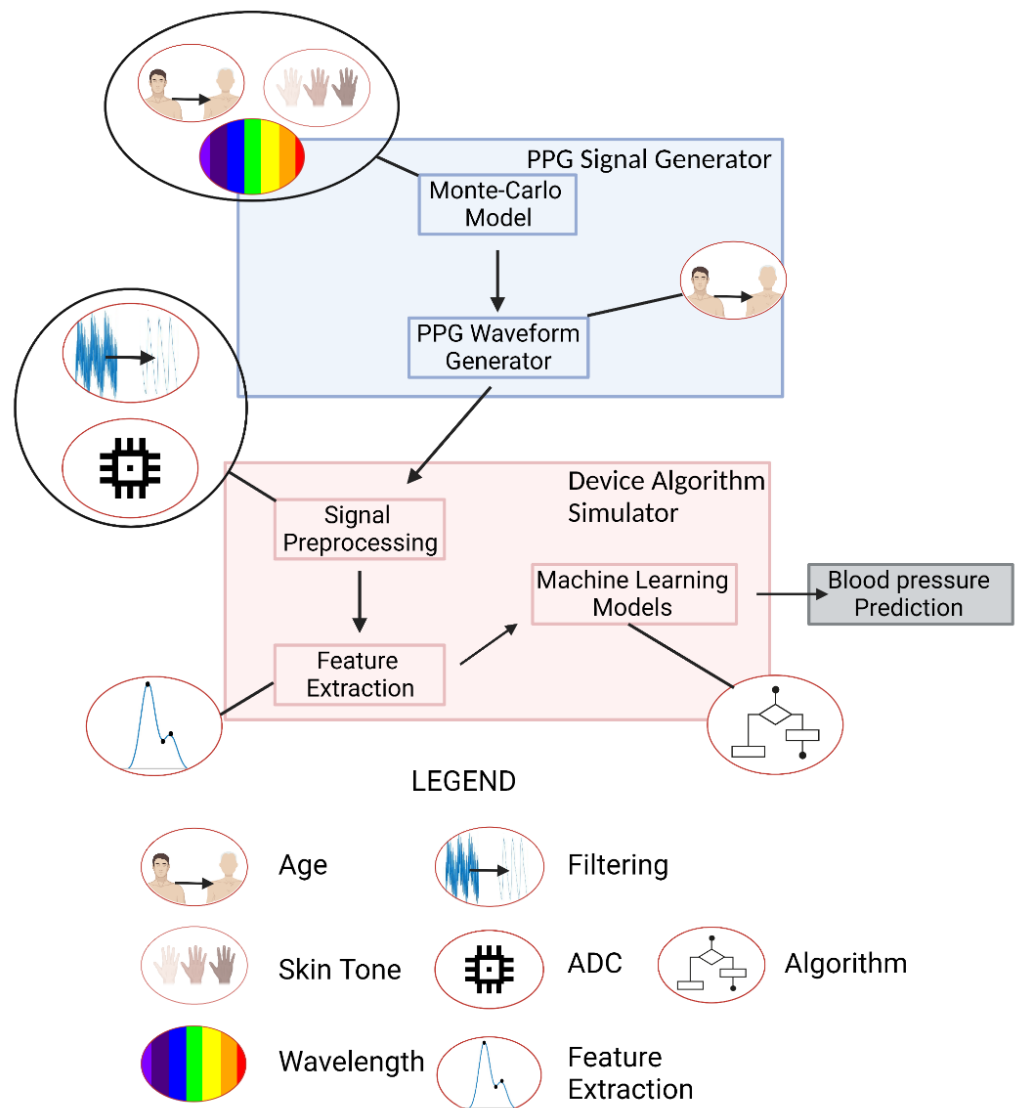 PPG Signal Generator
Monte-Carlo
Model
PPG Waveform
Generator
Device Algorithm
Simulator
Signal
Preprocessing
Machine Learning
Models
Blood pressure
Prediction
Feature
Extraction
LEGEND
Age
Filtering
Skin Tone
ADC
Algorithm
Wavelength
Feature
Extraction